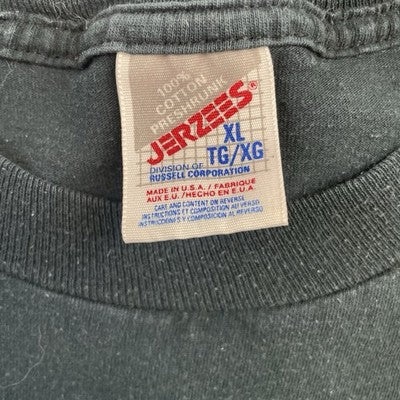 100%
COTTON
PRESHRUNK
JERZEES
XL
TG/XG
DIVISION OF
RUSSELL CORPORATION
MADE IN U.S.A. / FABRIQUE
AUX E.U. / HECHO EN E.U.A.
CARE AND CONTENT ON REVERSE
INSTRUCTIONS ET COMPOSITION AU VERSO
INSTRUCCIONES Y COMPOSICION AL REVERSO